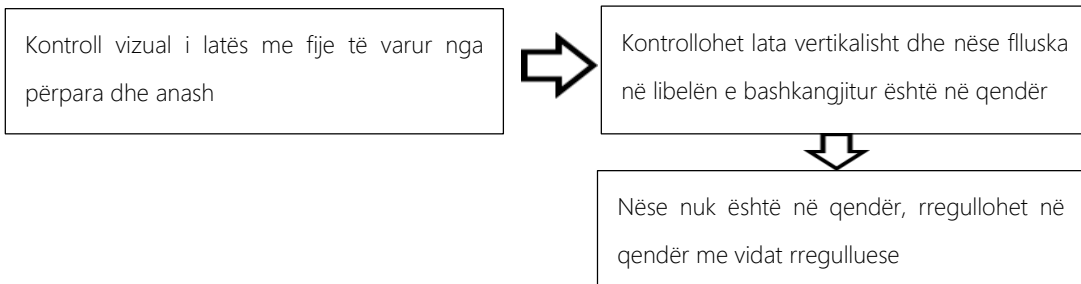 Kontroll vizual i latës me fije të varur nga
përpara dhe anash
Kontrollohet lata vertikalisht dhe nëse flluska
në libelën e bashkangjitur është në qendër
Nëse nuk është në qendër, rregullohet në
qendër me vidat rregulluese